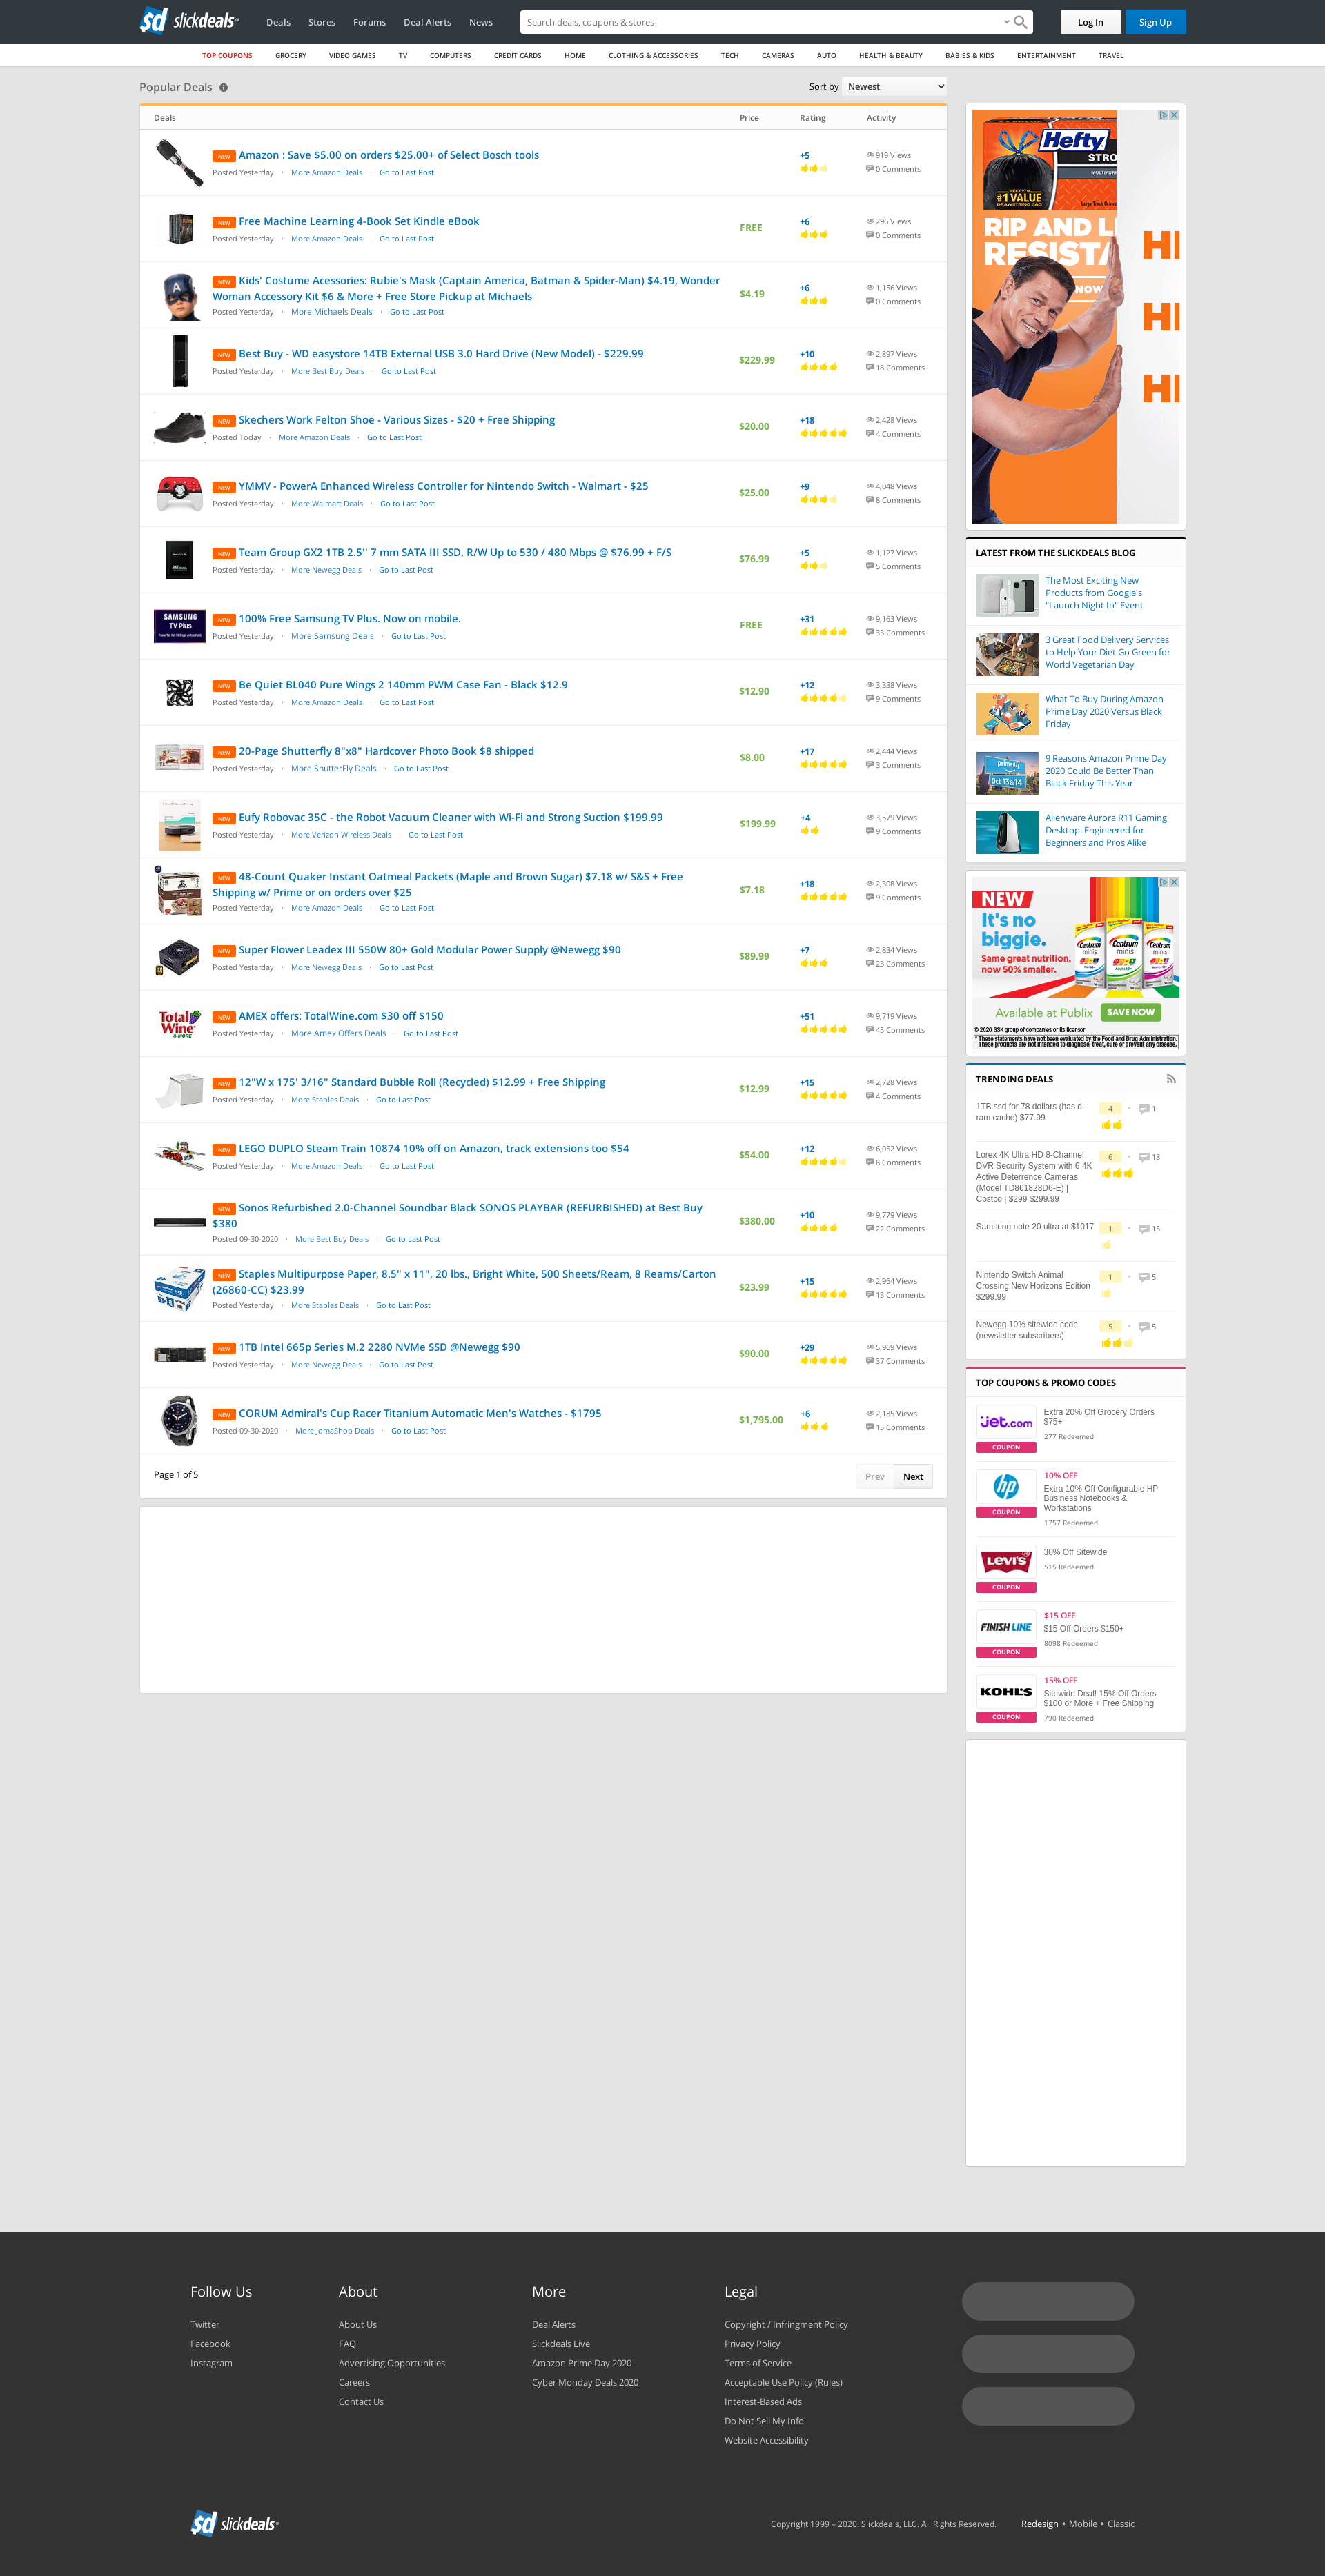 slickdeals
Deals
Stores
Forums
Deal Alerts
News
Search deals, coupons & stores
Log In
Sign Up
TOP COUPONS
GROCERY
VIDEO GAMES
TV
COMPUTERS
CREDIT CARDS
HOME
CLOTHING & ACCESSORIES
TECH
CAMERAS
AUTO
HEALTH & BEAUTY
BABIES & KIDS
ENTERTAINMENT
TRAVEL
Popular Deals
Sort by Newest
Deals Price Rating Activity
NEW Amazon : Save $5.00 on orders $25.00+ of Select Bosch tools
Posted Yesterday · More Amazon Deals · Go to Last Post
+5
919 Views
0 Comments
NEW Free Machine Learning 4-Book Set Kindle eBook
Posted Yesterday · More Amazon Deals · Go to Last Post
FREE
+6
296 Views
0 Comments
NEW Kids' Costume Acessories: Rubie's Mask (Captain America, Batman & Spider-Man) $4.19, Wonder
Woman Accessory Kit $6 & More + Free Store Pickup at Michaels
Posted Yesterday · More Michaels Deals · Go to Last Post
$4.19
+6
1,156 Views
0 Comments
NEW Best Buy - WD easystore 14TB External USB 3.0 Hard Drive (New Model) - $229.99
Posted Yesterday · More Best Buy Deals · Go to Last Post
$229.99
+10
2,897 Views
18 Comments
NEW Skechers Work Felton Shoe - Various Sizes - $20 + Free Shipping
Posted Today · More Amazon Deals · Go to Last Post
$20.00
+18
2,428 Views
4 Comments
NEW YMMV - PowerA Enhanced Wireless Controller for Nintendo Switch - Walmart - $25
Posted Yesterday · More Walmart Deals · Go to Last Post
$25.00
+9
4,048 Views
8 Comments
NEW Team Group GX2 1TB 2.5'' 7 mm SATA III SSD, R/W Up to 530 / 480 Mbps @ $76.99 + F/S
Posted Yesterday · More Newegg Deals · Go to Last Post
$76.99
+5
1,127 Views
5 Comments
SAMSUNG
TV Plus
NEW 100% Free Samsung TV Plus. Now on mobile.
Posted Yesterday · More Samsung Deals · Go to Last Post
FREE
+31
9,163 Views
33 Comments
NEW Be Quiet BL040 Pure Wings 2 140mm PWM Case Fan - Black $12.9
Posted Yesterday · More Amazon Deals · Go to Last Post
$12.90
+12
3,338 Views
9 Comments
NEW 20-Page Shutterfly 8"x8" Hardcover Photo Book $8 shipped
Posted Yesterday · More ShutterFly Deals · Go to Last Post
$8.00
+17
2,444 Views
3 Comments
NEW Eufy Robovac 35C - the Robot Vacuum Cleaner with Wi-Fi and Strong Suction $199.99
Posted Yesterday · More Verizon Wireless Deals · Go to Last Post
$199.99
+4
3,579 Views
9 Comments
NEW 48-Count Quaker Instant Oatmeal Packets (Maple and Brown Sugar) $7.18 w/ S&S + Free
Shipping w/ Prime or on orders over $25
Posted Yesterday · More Amazon Deals · Go to Last Post
$7.18
+18
2,308 Views
9 Comments
NEW Super Flower Leadex III 550W 80+ Gold Modular Power Supply @Newegg $90
Posted Yesterday · More Newegg Deals · Go to Last Post
$89.99
+7
2,834 Views
23 Comments
Total
Wine
& MORE
NEW AMEX offers: TotalWine.com $30 off $150
Posted Yesterday · More Amex Offers Deals · Go to Last Post
+51
9,719 Views
45 Comments
NEW 12"W x 175' 3/16" Standard Bubble Roll (Recycled) $12.99 + Free Shipping
Posted Yesterday · More Staples Deals · Go to Last Post
$12.99
+15
2,728 Views
4 Comments
NEW LEGO DUPLO Steam Train 10874 10% off on Amazon, track extensions too $54
Posted Yesterday · More Amazon Deals · Go to Last Post
$54.00
+12
6,052 Views
8 Comments
NEW Sonos Refurbished 2.0-Channel Soundbar Black SONOS PLAYBAR (REFURBISHED) at Best Buy
$380
Posted 09-30-2020 · More Best Buy Deals · Go to Last Post
$380.00
+10
9,779 Views
22 Comments
NEW Staples Multipurpose Paper, 8.5" x 11", 20 lbs., Bright White, 500 Sheets/Ream, 8 Reams/Carton
(26860-CC) $23.99
Posted Yesterday · More Staples Deals · Go to Last Post
$23.99
+15
2,964 Views
13 Comments
NEW 1TB Intel 665p Series M.2 2280 NVMe SSD @Newegg $90
Posted Yesterday · More Newegg Deals · Go to Last Post
$90.00
+29
5,969 Views
37 Comments
NEW CORUM Admiral's Cup Racer Titanium Automatic Men's Watches - $1795
Posted 09-30-2020 · More JomaShop Deals · Go to Last Post
$1,795.00
+6
2,185 Views
15 Comments
Page 1 of 5
Prev
Next
Hefty
STRO
MULTIPURP
#1 VALUE
DRAWSTRING BAG
RIP AND L
RESISTA
NOW
H
H
H
LATEST FROM THE SLICKDEALS BLOG
The Most Exciting New
Products from Google's
"Launch Night In" Event
3 Great Food Delivery Services
to Help Your Diet Go Green for
World Vegetarian Day
What To Buy During Amazon
Prime Day 2020 Versus Black
Friday
prime day
Oct 13 & 14
9 Reasons Amazon Prime Day
2020 Could Be Better Than
Black Friday This Year
Alienware Aurora R11 Gaming
Desktop: Engineered for
Beginners and Pros Alike
NEW
It's no
biggie.
Same great nutrition,
now 50% smaller.
Centrum
minis
Centrum
minis
Centrum
minis
Available at Publix
SAVE NOW
© 2020 GSK group of companies or its licensor
* These statements have not been evaluated by the Food and Drug Administration.
These products are not intended to diagnose, treat, cure or prevent any disease.
TRENDING DEALS
1TB ssd for 78 dollars (has d-
ram cache) $77.99
4 · 1
Lorex 4K Ultra HD 8-Channel
DVR Security System with 6 4K
Active Deterrence Cameras
(Model TD861828D6-E) |
Costco | $299 $299.99
6 · 18
Samsung note 20 ultra at $1017
1 · 15
Nintendo Switch Animal
Crossing New Horizons Edition
$299.99
1 · 5
Newegg 10% sitewide code
(newsletter subscribers)
5 · 5
TOP COUPONS & PROMO CODES
jet.com
COUPON
Extra 20% Off Grocery Orders
$75+
277 Redeemed
hp
COUPON
10% OFF
Extra 10% Off Configurable HP
Business Notebooks &
Workstations
1757 Redeemed
LEVI'S
COUPON
30% Off Sitewide
515 Redeemed
FINISH LINE
COUPON
$15 OFF
$15 Off Orders $150+
8098 Redeemed
KOHL'S
COUPON
15% OFF
Sitewide Deal! 15% Off Orders
$100 or More + Free Shipping
790 Redeemed
Follow Us
Twitter
Facebook
Instagram
About
About Us
FAQ
Advertising Opportunities
Careers
Contact Us
More
Deal Alerts
Slickdeals Live
Amazon Prime Day 2020
Cyber Monday Deals 2020
Legal
Copyright / Infringment Policy
Privacy Policy
Terms of Service
Acceptable Use Policy (Rules)
Interest-Based Ads
Do Not Sell My Info
Website Accessibility
slickdeals
Copyright 1999 – 2020. Slickdeals, LLC. All Rights Reserved.
Redesign • Mobile • Classic